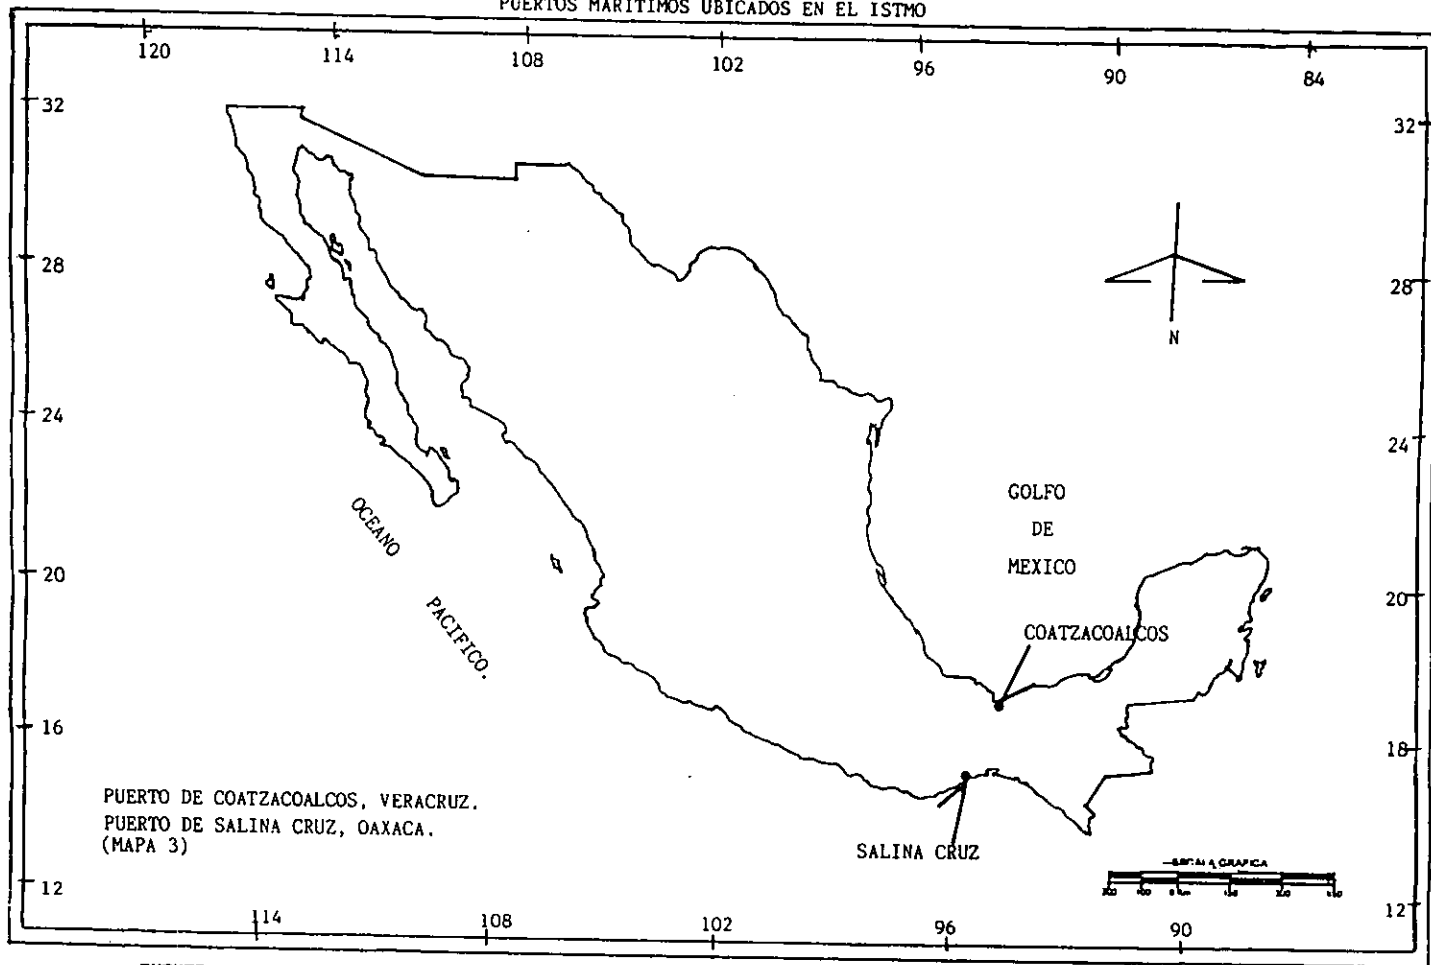 PUERTOS MARITIMOS UBICADOS EN EL ISTMO
120 114 108 102 96 90 84
32 32
28 28
N
24 24
GOLFO
DE
MEXICO
OCEANO
PACIFICO.
20 20
COATZACOALCOS
16 18
PUERTO DE COATZACOALCOS, VERACRUZ.
PUERTO DE SALINA CRUZ, OAXACA.
(MAPA 3)
SALINA CRUZ
ESCALA GRAFICA
12 12
114 108 102 96 90